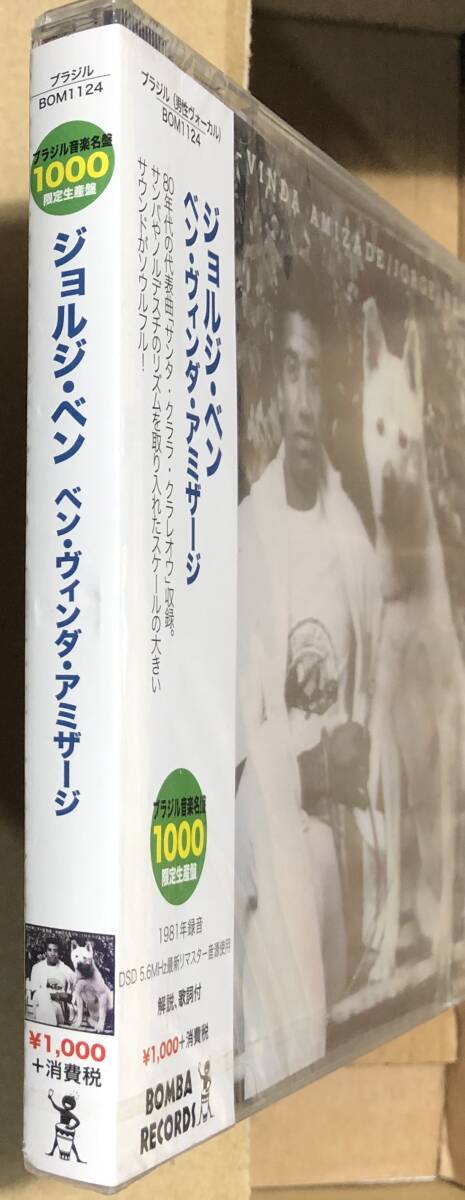 ブラジル
BOM1124
ブラジル音楽名盤
1000
限定生産盤
ジョルジ・ベン
ベン・ヴィンダ・アミザージ
¥1,000
+消費税
ブラジル(男性ヴォーカル)
BOM1124
ジョルジ・ベン
ベン・ヴィンダ・アミザージ
80年代の代表曲「サンタ・クララ・クラレオウ」収録。
サンバやノルデスチのリズムを取り入れたスケールの大きい
サウンドがソウルフル!
ブラジル音楽名盤
1000
限定生産盤
1981年録音
DSD 5.6MHz最新リマスター音源使用
解説、歌詞付
¥1,000+消費税
BOMBA
RECORDS
VINDA AMIZADE/JORGE